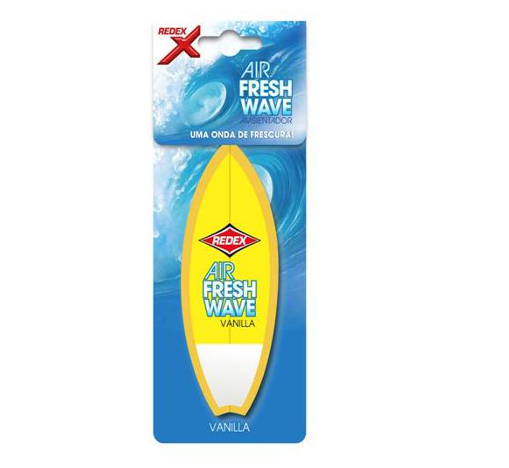 REDEX
AIR
FRESH
WAVE
AMBIENTADOR
UMA ONDA DE FRESCURA!
REDEX
AIR
FRESH
WAVE
VANILLA
VANILLA